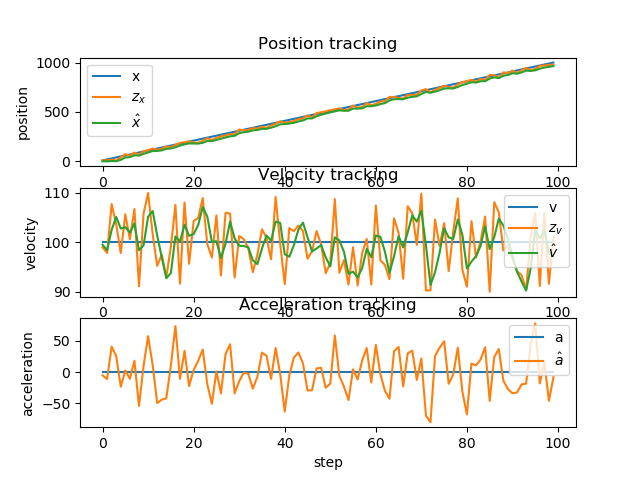 Position tracking
1000
500
0
position
x
z_x
x̂
0 20 40 60 80 100
Velocity tracking
110
100
90
velocity
v
z_v
v̂
0 20 40 60 80 100
Acceleration tracking
50
0
−50
acceleration
a
â
0 20 40 60 80 100
step